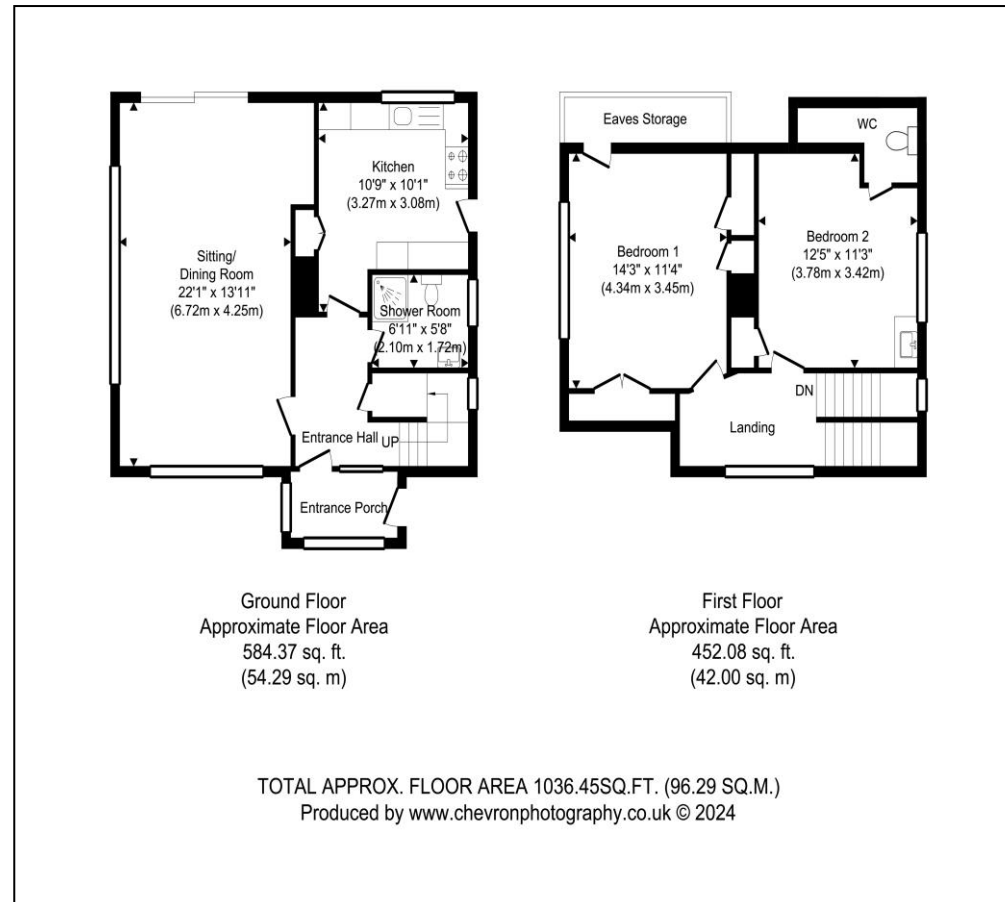 Kitchen
10'9" x 10'1"
(3.27m x 3.08m)
Sitting/
Dining Room
22'1" x 13'11"
(6.72m x 4.25m)
Shower Room
6'11" x 5'8"
(2.10m x 1.72m)
Entrance Hall
UP
Entrance Porch
Ground Floor
Approximate Floor Area
584.37 sq. ft.
(54.29 sq. m)
Eaves Storage
WC
Bedroom 1
14'3" x 11'4"
(4.34m x 3.45m)
Bedroom 2
12'5" x 11'3"
(3.78m x 3.42m)
DN
Landing
First Floor
Approximate Floor Area
452.08 sq. ft.
(42.00 sq. m)
TOTAL APPROX. FLOOR AREA 1036.45SQ.FT. (96.29 SQ.M.)
Produced by www.chevronphotography.co.uk © 2024